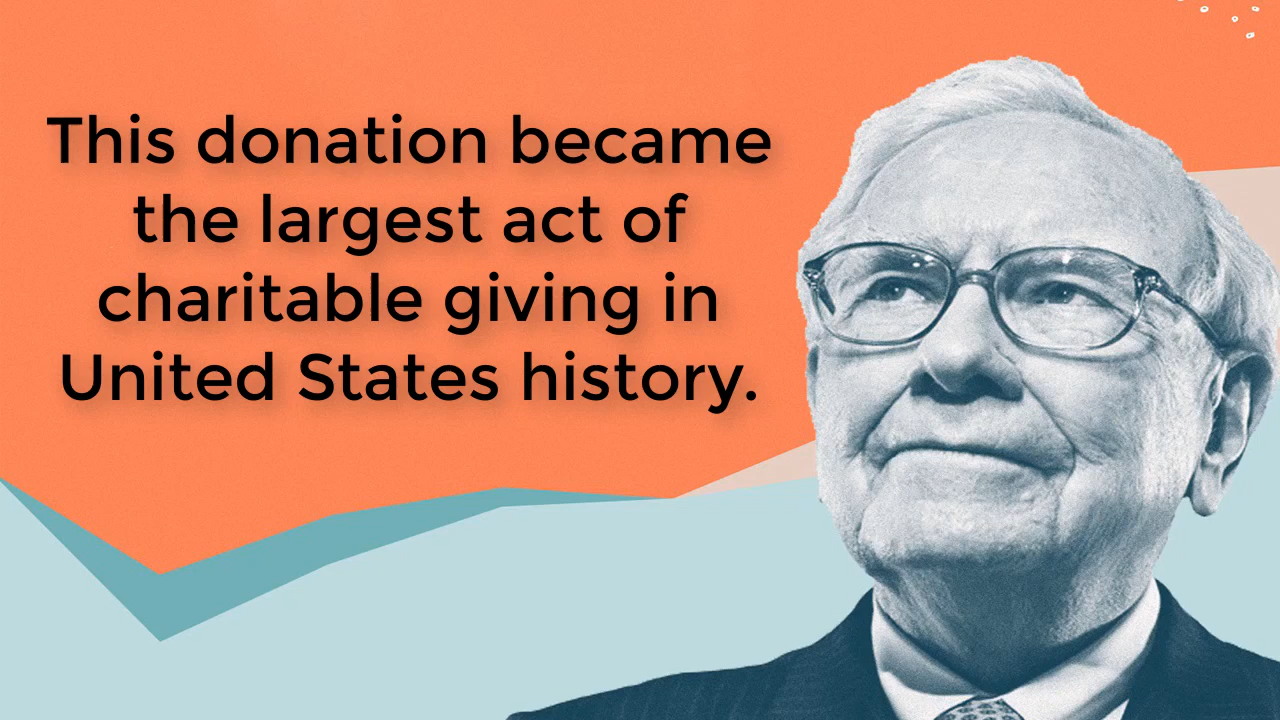 This donation became
the largest act of
charitable giving in
United States history.